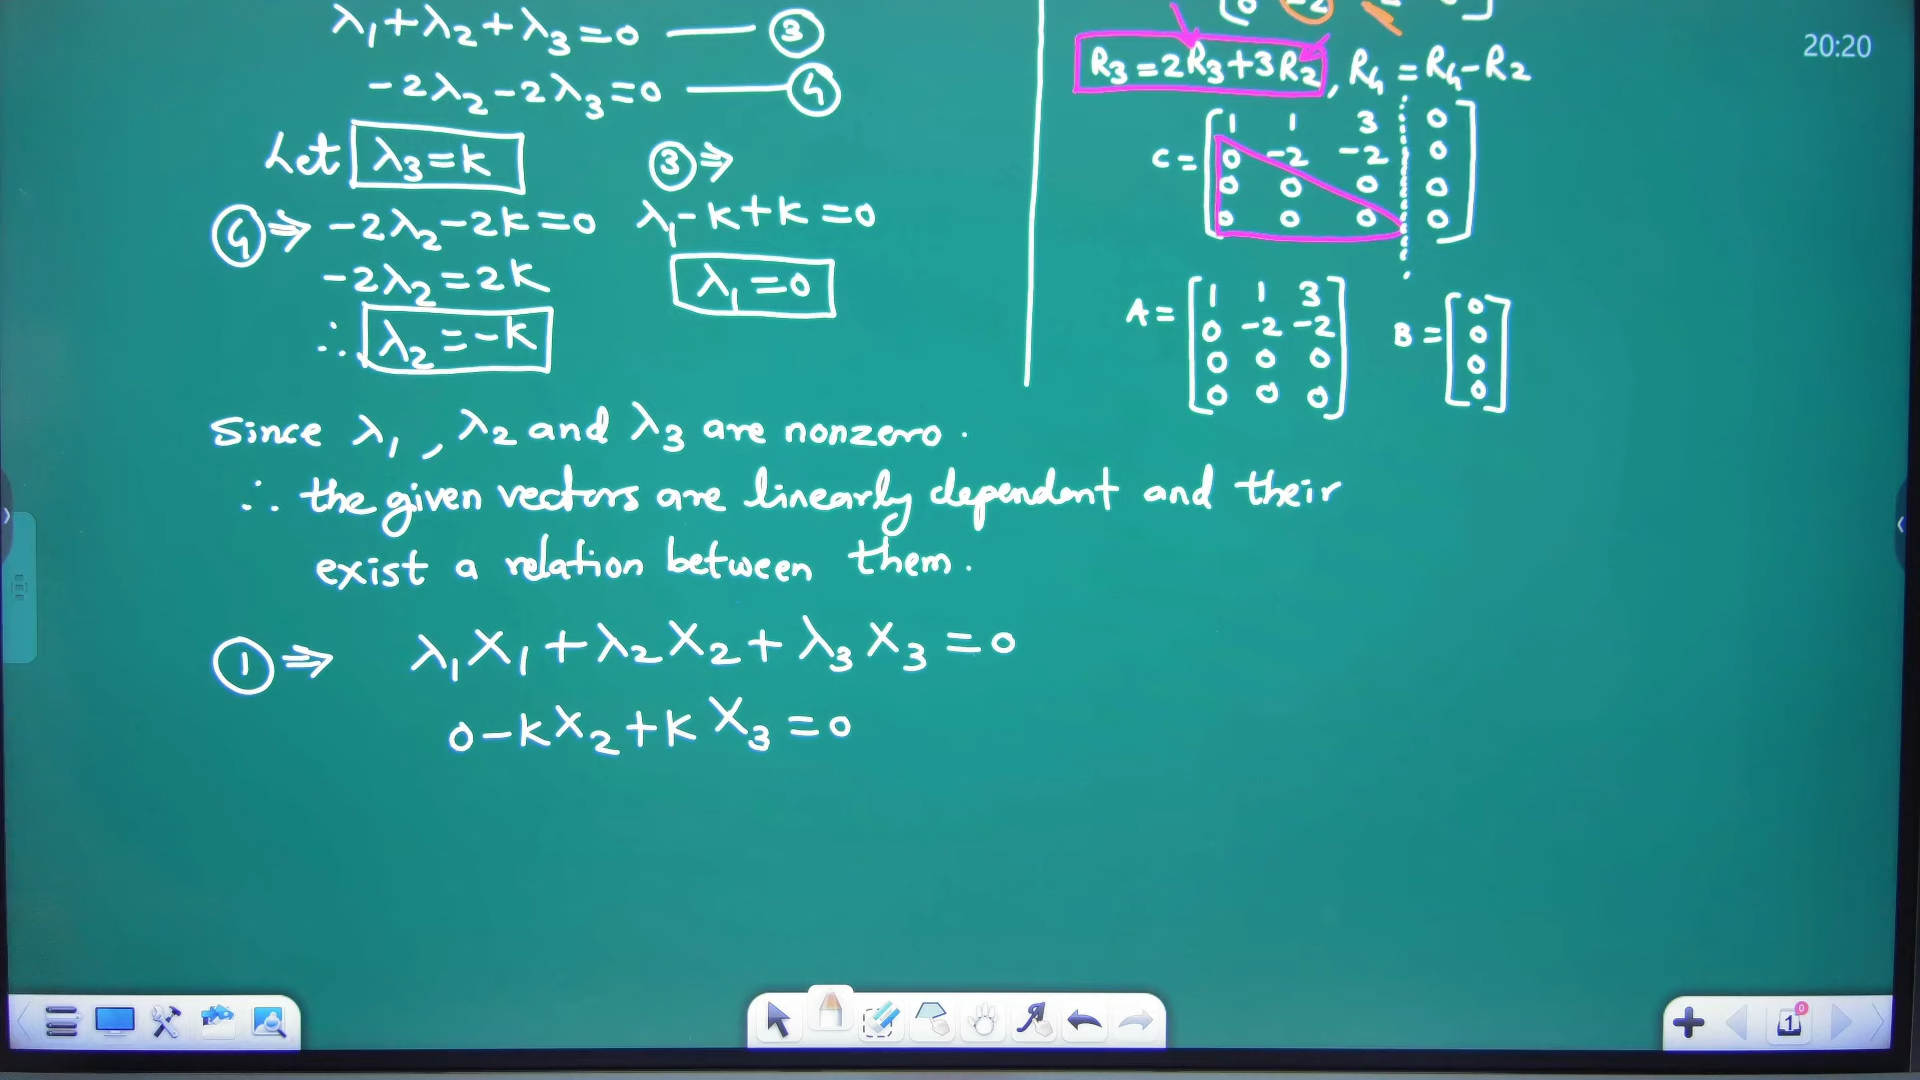 λ₁+λ₂+λ₃=0 —— ③
-2λ₂-2λ₃=0 —— ④
Let λ₃=k
④⇒ -2λ₂-2k=0
-2λ₂=2k
∴ λ₂=-k
③⇒
λ₁-k+k=0
λ₁=0
R₃=2R₃+3R₂, R₄=R₄-R₂
C=
1 1 3 0
0 -2 -2 0
0 0 0 0
0 0 0 0
A=
1 1 3
0 -2 -2
0 0 0
0 0 0
B=
0
0
0
0
Since λ₁, λ₂ and λ₃ are nonzero.
∴ the given vectors are linearly dependent and their
exist a relation between them.
①⇒ λ₁X₁+λ₂X₂+λ₃X₃=0
0-kX₂+kX₃=0
20:20
1
0